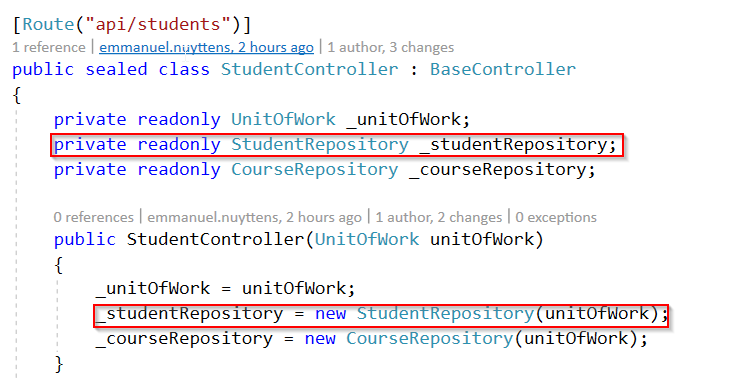 [Route("api/students")]
1 reference | emmanuel.nuyttens, 2 hours ago | 1 author, 3 changes
public sealed class StudentController : BaseController
{
private readonly UnitOfWork _unitOfWork;
private readonly StudentRepository _studentRepository;
private readonly CourseRepository _courseRepository;
0 references | emmanuel.nuyttens, 2 hours ago | 1 author, 2 changes | 0 exceptions
public StudentController(UnitOfWork unitOfWork)
{
_unitOfWork = unitOfWork;
_studentRepository = new StudentRepository(unitOfWork);
_courseRepository = new CourseRepository(unitOfWork);
}